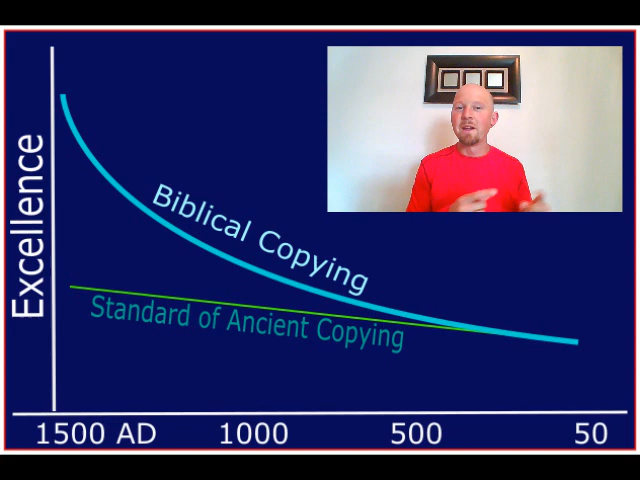 Excellence
Biblical Copying
Standard of Ancient Copying
1500 AD 1000 500 50